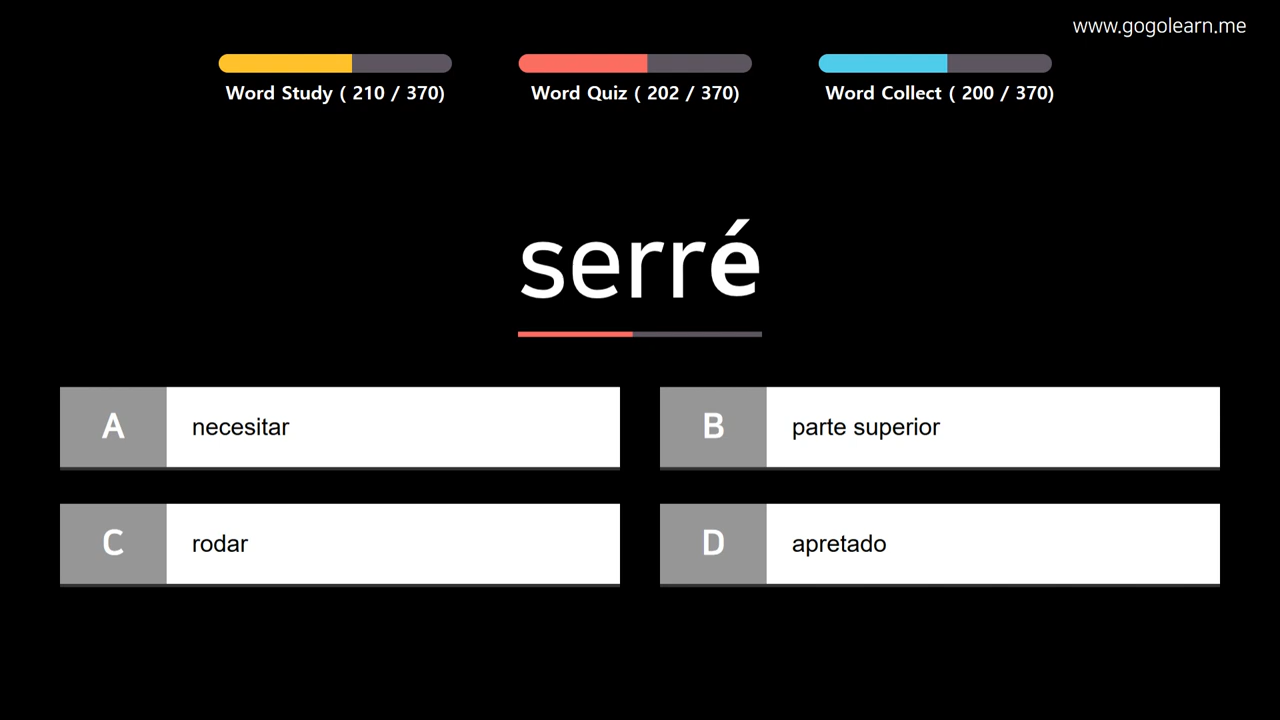 www.gogolearn.me
Word Study ( 210 / 370)
Word Quiz ( 202 / 370)
Word Collect ( 200 / 370)
serré
A necesitar
B parte superior
C rodar
D apretado